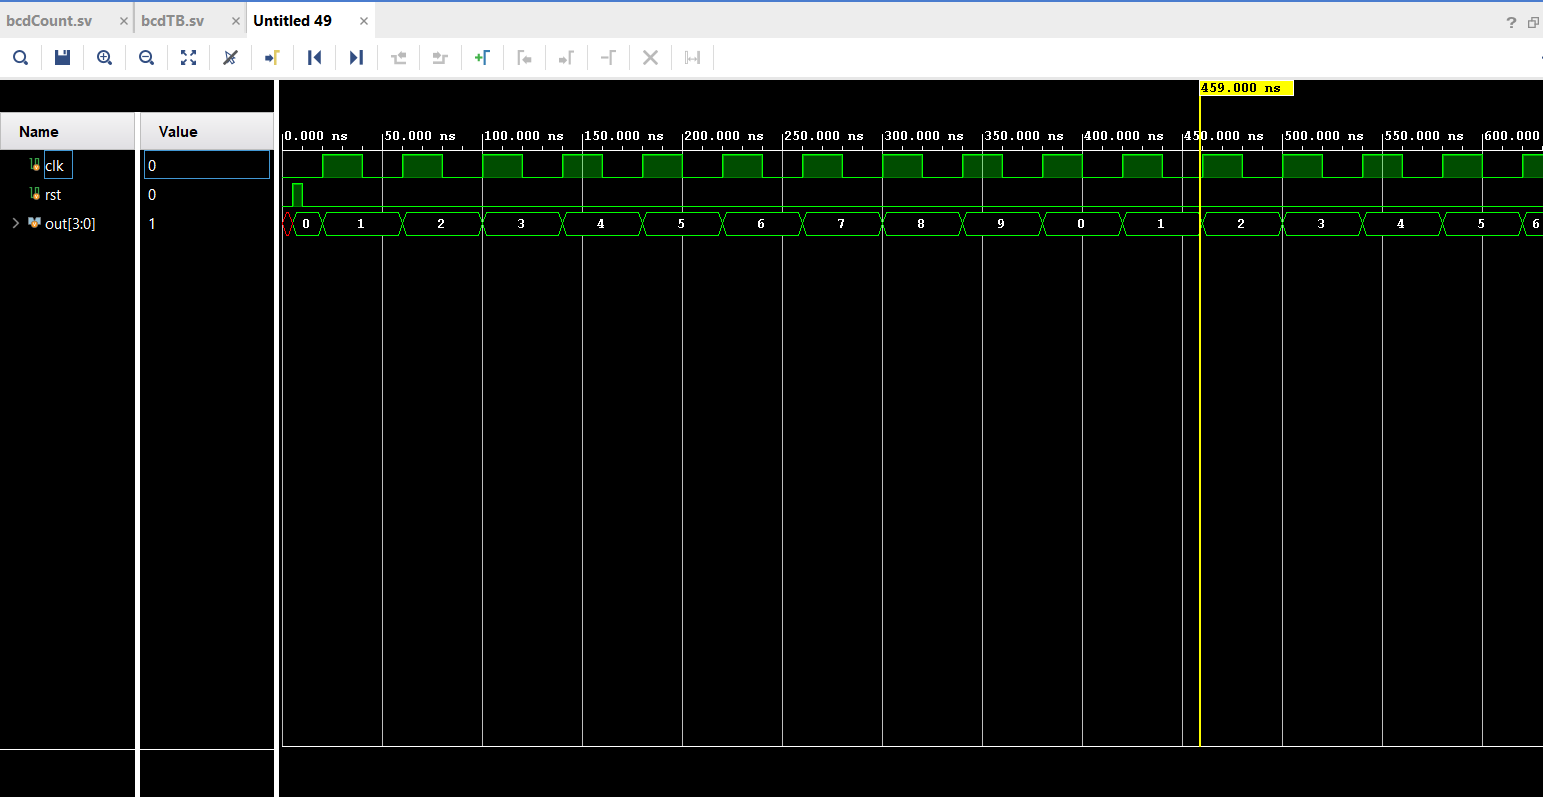 bcdCount.sv × bcdTB.sv × Untitled 49 ×
?
459.000 ns
Name Value
0.000 ns 50.000 ns 100.000 ns 150.000 ns 200.000 ns 250.000 ns 300.000 ns 350.000 ns 400.000 ns 450.000 ns 500.000 ns 550.000 ns 600.000
clk 0
rst 0
out[3:0] 1 0 1 2 3 4 5 6 7 8 9 0 1 2 3 4 5 6